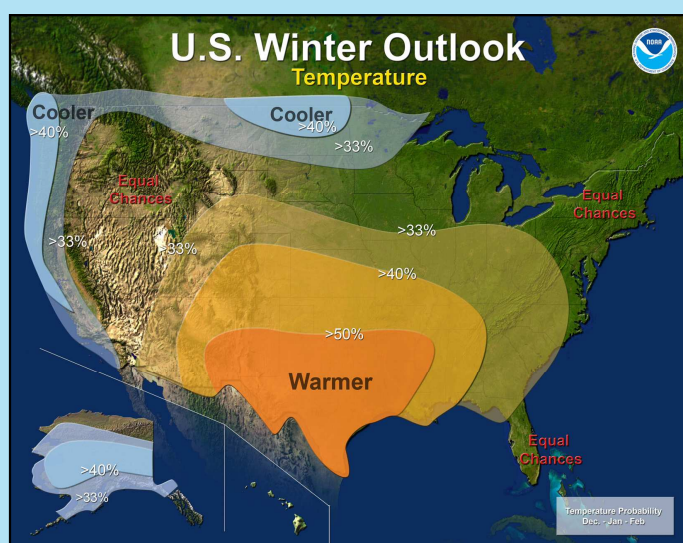 U.S. Winter Outlook
Temperature
NOAA
Cooler
>40%
Cooler
>40%
>33%
Equal
Chances
Equal
Chances
>33%
>33%
>33%
>40%
>50%
Warmer
Equal
Chances
>40%
>33%
Temperature Probability
Dec. - Jan - Feb